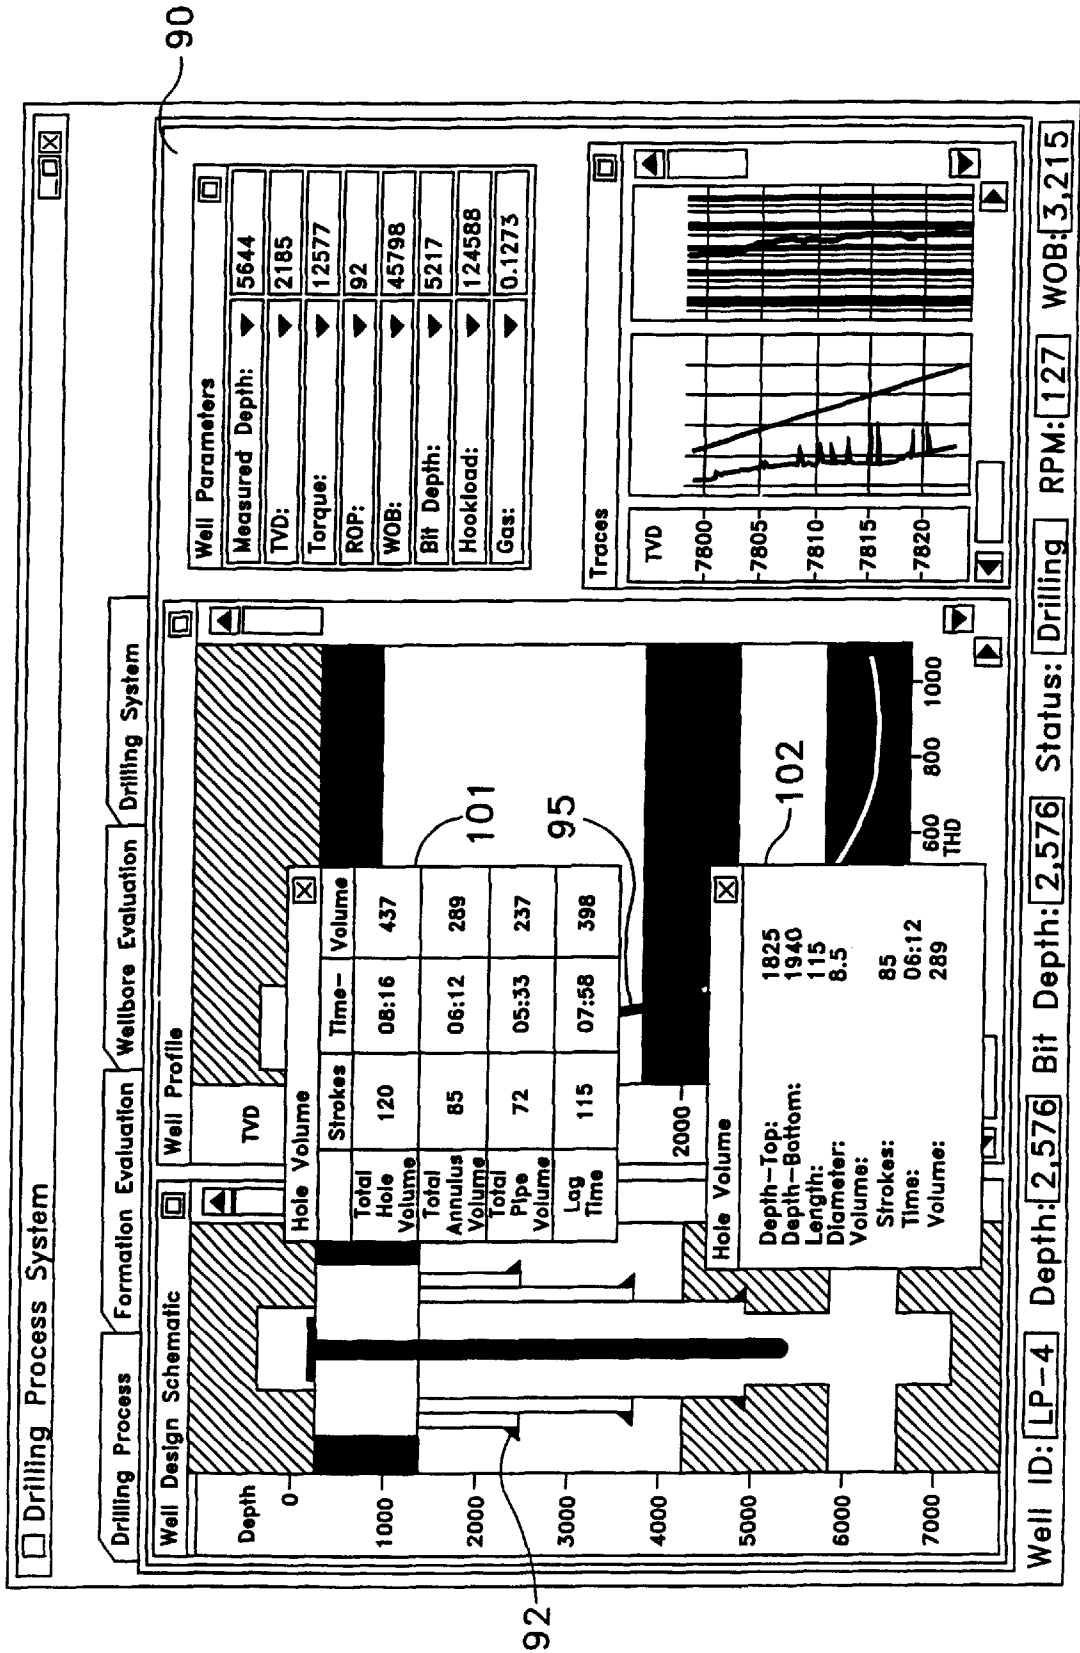 90
Drilling Process System
Drilling Process
Formation Evaluation
Wellbore Evaluation
Drilling System
Well Design Schematic
Depth
0
1000
2000
3000
4000
5000
6000
7000
92
Well Profile
TVD
2000
600
800
1000
THD
95
Hole Volume
Strokes Time- Volume
Total Hole Volume 120 08:16 437
Total Annulus Volume 85 06:12 289
Total Pipe Volume 72 05:33 237
Lag Time 115 07:58 398
101
Hole Volume
Depth-Top: 1825
Depth-Bottom: 1940
Length: 115
Diameter: 8.5
Volume:
Strokes: 85
Time: 06:12
Volume: 289
102
Well Parameters
Measured Depth: 5644
TVD: 2185
Torque: 12577
ROP: 92
WOB: 45798
Bit Depth: 5217
Hookload: 124588
Gas: 0.1273
Traces
TVD
7800
7805
7810
7815
7820
Well ID: LP-4 Depth: 2,576 Bit Depth: 2,576 Status: Drilling RPM: 127 WOB: 3,215